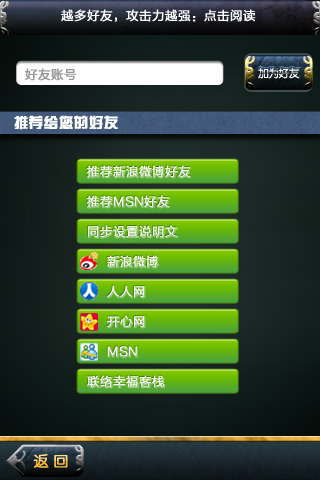 越多好友，攻击力越强：点击阅读
好友账号
加为好友
推荐给您的好友
推荐新浪微博好友
推荐MSN好友
同步设置说明文
新浪微博
人人网
开心网
MSN
联络幸福客栈
返回